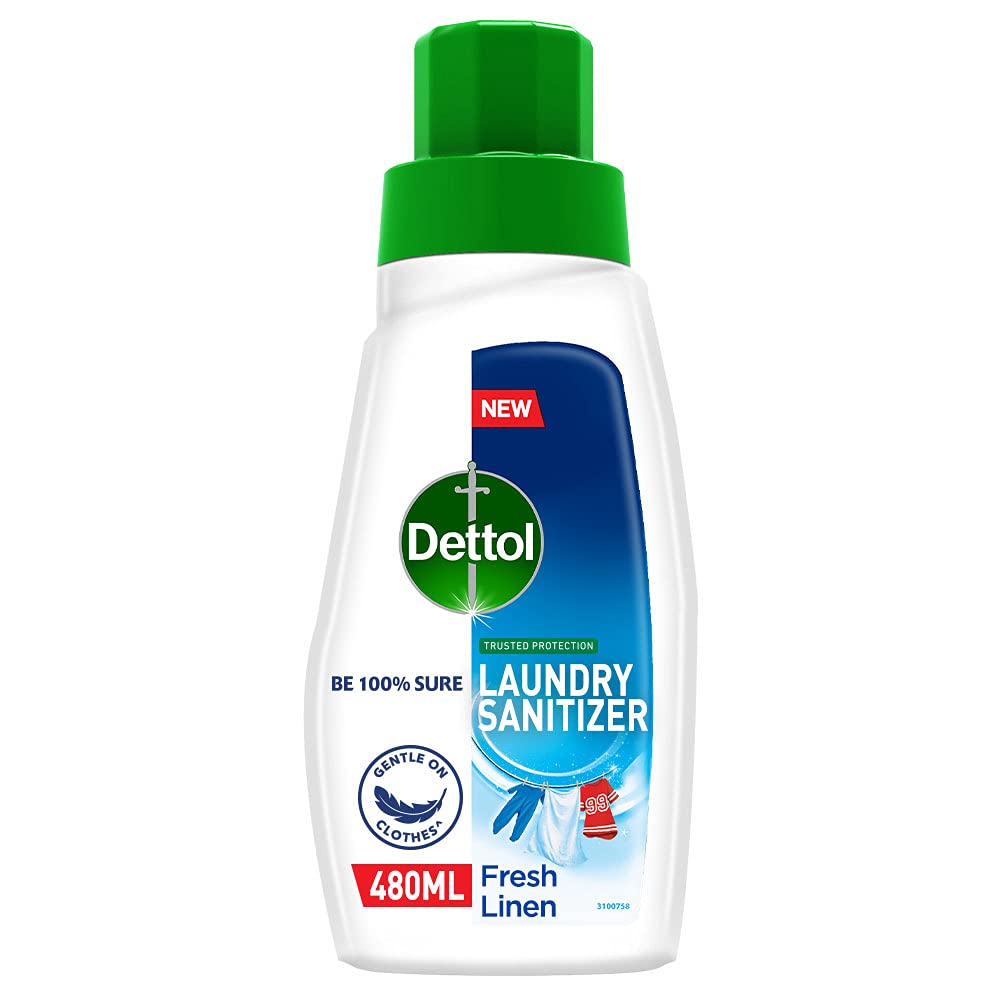 NEW
Dettol
TRUSTED PROTECTION
BE 100% SURE
LAUNDRY
SANITIZER
GENTLE ON
CLOTHES^
99
480ML
Fresh
Linen
3100758